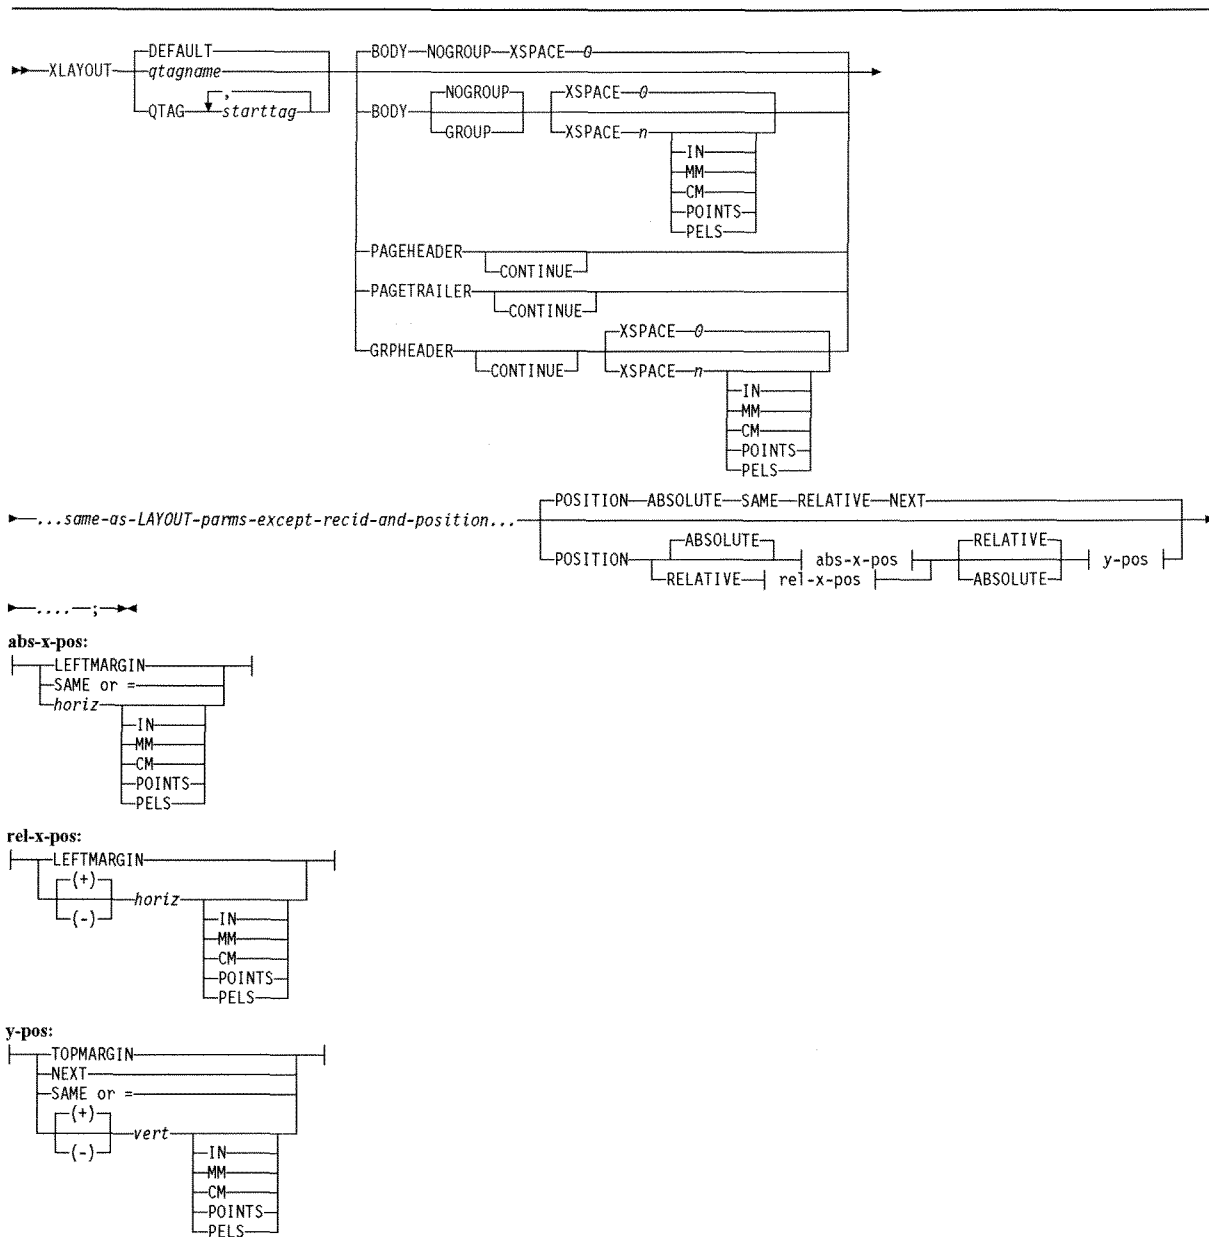 DEFAULT BODY NOGROUP XSPACE 0
XLAYOUT qtagname
NOGROUP XSPACE 0
QTAG , starttag BODY
GROUP XSPACE n
IN
MM
CM
POINTS
PELS
PAGEHEADER
CONTINUE
PAGETRAILER
CONTINUE
XSPACE 0
GRPHEADER
CONTINUE XSPACE n
IN
MM
CM
POINTS
PELS
POSITION ABSOLUTE SAME RELATIVE NEXT
...same-as-LAYOUT-parms-except-recid-and-position...
ABSOLUTE RELATIVE
POSITION abs-x-pos y-pos
RELATIVE rel-x-pos ABSOLUTE
.... ;
abs-x-pos:
LEFTMARGIN
SAME or =
horiz
IN
MM
CM
POINTS
PELS
rel-x-pos:
LEFTMARGIN
(+)
horiz
(-) IN
MM
CM
POINTS
PELS
y-pos:
TOPMARGIN
NEXT
SAME or =
(+)
vert
(-) IN
MM
CM
POINTS
PELS